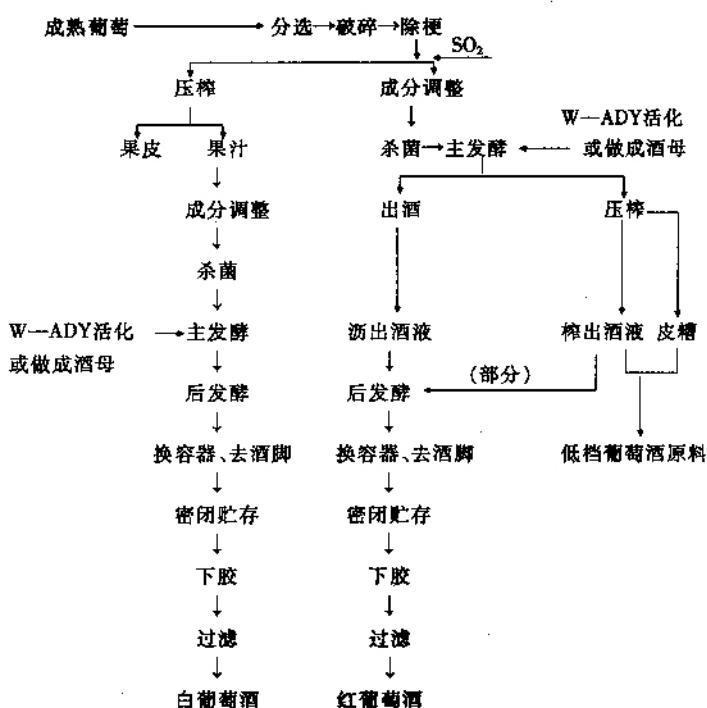 成熟葡萄 分选 破碎 除梗
SO₂
压榨 成分调整
W—ADY活化
果皮 果汁 杀菌 主发酵 或做成酒母
成分调整 出酒 压榨
杀菌
W—ADY活化 主发酵 沥出酒液 榨出酒液 皮糟
或做成酒母
后发酵 后发酵 (部分)
换容器、去酒脚 换容器、去酒脚 低档葡萄酒原料
密闭贮存 密闭贮存
下胶 下胶
过滤 过滤
白葡萄酒 红葡萄酒